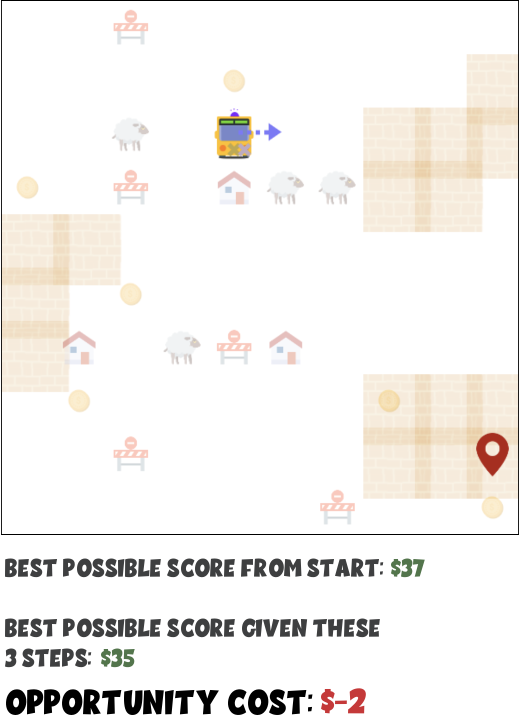 BEST POSSIBLE SCORE FROM START: $37
BEST POSSIBLE SCORE GIVEN THESE
3 STEPS: $35
OPPORTUNITY COST: $-2